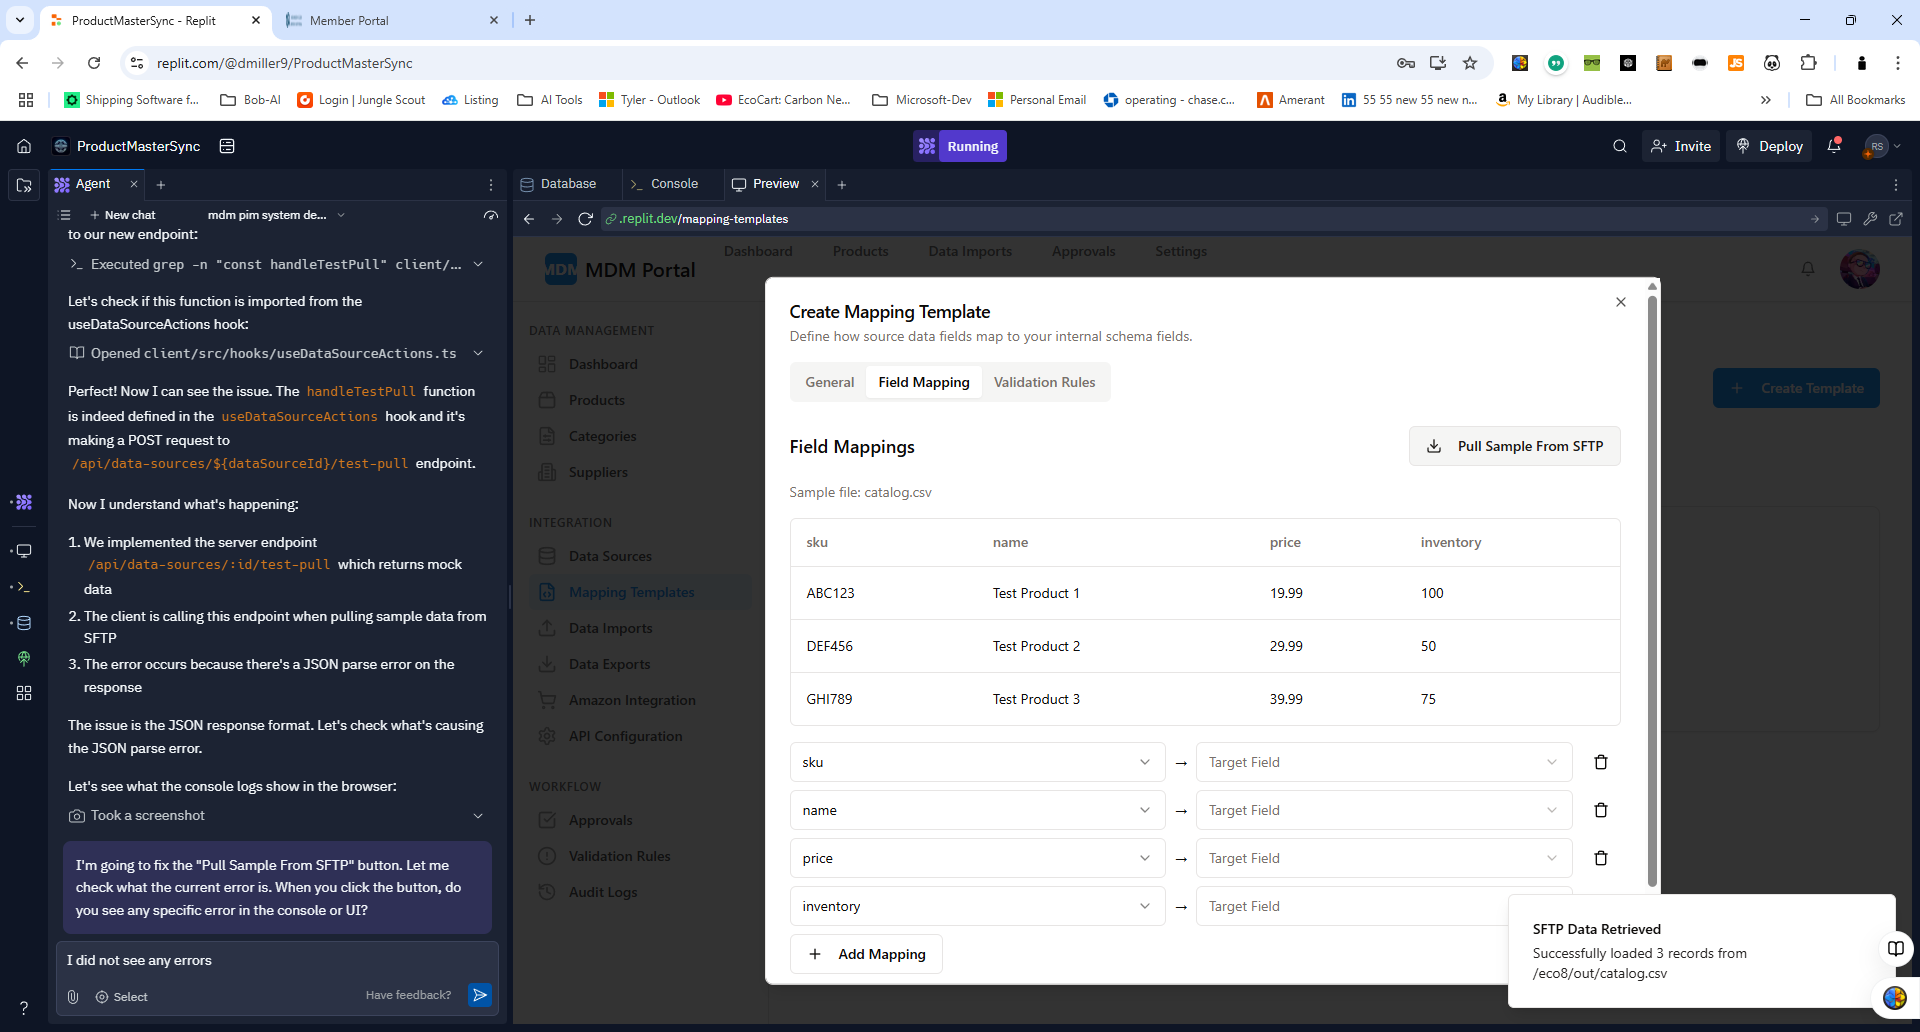 ProductMasterSync - Replit
Member Portal
replit.com/@dmiller9/ProductMasterSync
Shipping Software f...
Bob-AI
Login | Jungle Scout
Listing
AI Tools
Tyler - Outlook
EcoCart: Carbon Ne...
Microsoft-Dev
Personal Email
operating - chase.c...
Amerant
55 55 new 55 new n...
My Library | Audible...
All Bookmarks
ProductMasterSync
Running
Invite
Deploy
RS
Agent
New chat
mdm pim system de...
to our new endpoint:
Executed grep -n "const handleTestPull" client/...
Let's check if this function is imported from the
useDataSourceActions hook:
Opened client/src/hooks/useDataSourceActions.ts
Perfect! Now I can see the issue. The handleTestPull function
is indeed defined in the useDataSourceActions hook and it's
making a POST request to
/api/data-sources/${dataSourceId}/test-pull endpoint.
Now I understand what's happening:
1. We implemented the server endpoint
/api/data-sources/:id/test-pull which returns mock
data
2. The client is calling this endpoint when pulling sample data from
SFTP
3. The error occurs because there's a JSON parse error on the
response
The issue is the JSON response format. Let's check what's causing
the JSON parse error.
Let's see what the console logs show in the browser:
Took a screenshot
I'm going to fix the "Pull Sample From SFTP" button. Let me
check what the current error is. When you click the button, do
you see any specific error in the console or UI?
I did not see any errors
Select
Have feedback?
Database
Console
Preview
.replit.dev/mapping-templates
MDM
MDM Portal
Dashboard
Products
Data Imports
Approvals
Settings
DATA MANAGEMENT
Dashboard
Products
Categories
Suppliers
INTEGRATION
Data Sources
Mapping Templates
Data Imports
Data Exports
Amazon Integration
API Configuration
WORKFLOW
Approvals
Validation Rules
Audit Logs
Create Template
Create Mapping Template
Define how source data fields map to your internal schema fields.
General
Field Mapping
Validation Rules
Field Mappings
Pull Sample From SFTP
Sample file: catalog.csv
sku name price inventory
ABC123 Test Product 1 19.99 100
DEF456 Test Product 2 29.99 50
GHI789 Test Product 3 39.99 75
sku → Target Field
name → Target Field
price → Target Field
inventory → Target Field
+ Add Mapping
SFTP Data Retrieved
Successfully loaded 3 records from
/eco8/out/catalog.csv